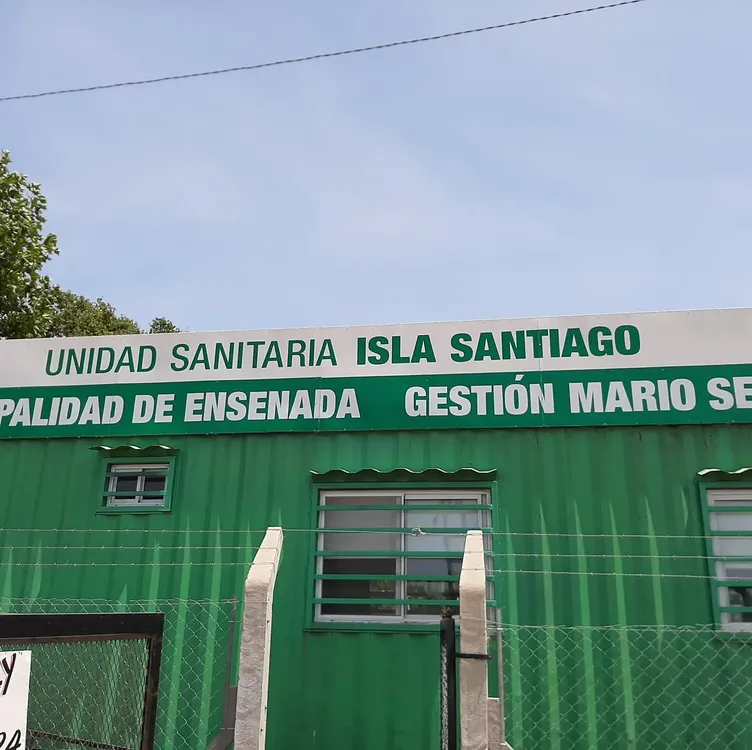 UNIDAD SANITARIA ISLA SANTIAGO
PALIDAD DE ENSENADA GESTIÓN MARIO SE